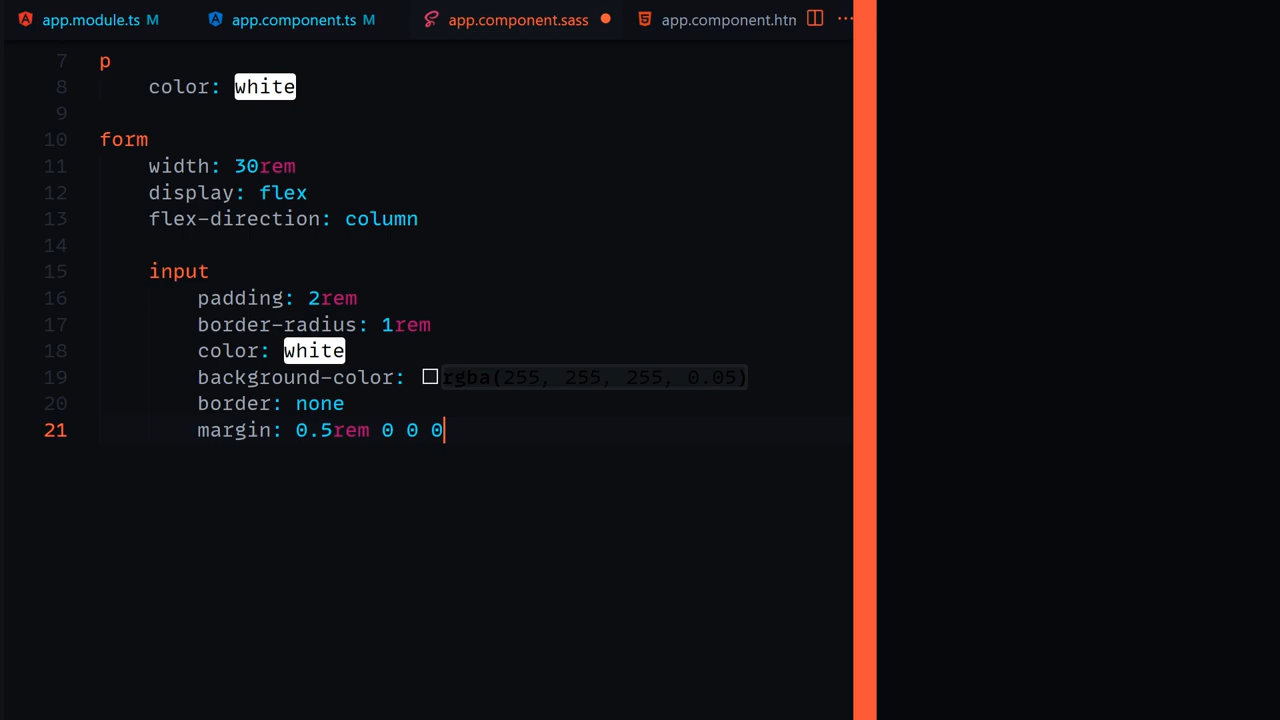 app.module.ts M app.component.ts M app.component.sass app.component.htn
7 p
8 color: white
9
10 form
11 width: 30rem
12 display: flex
13 flex-direction: column
14
15 input
16 padding: 2rem
17 border-radius: 1rem
18 color: white
19 background-color: rgba(255, 255, 255, 0.05)
20 border: none
21 margin: 0.5rem 0 0 0